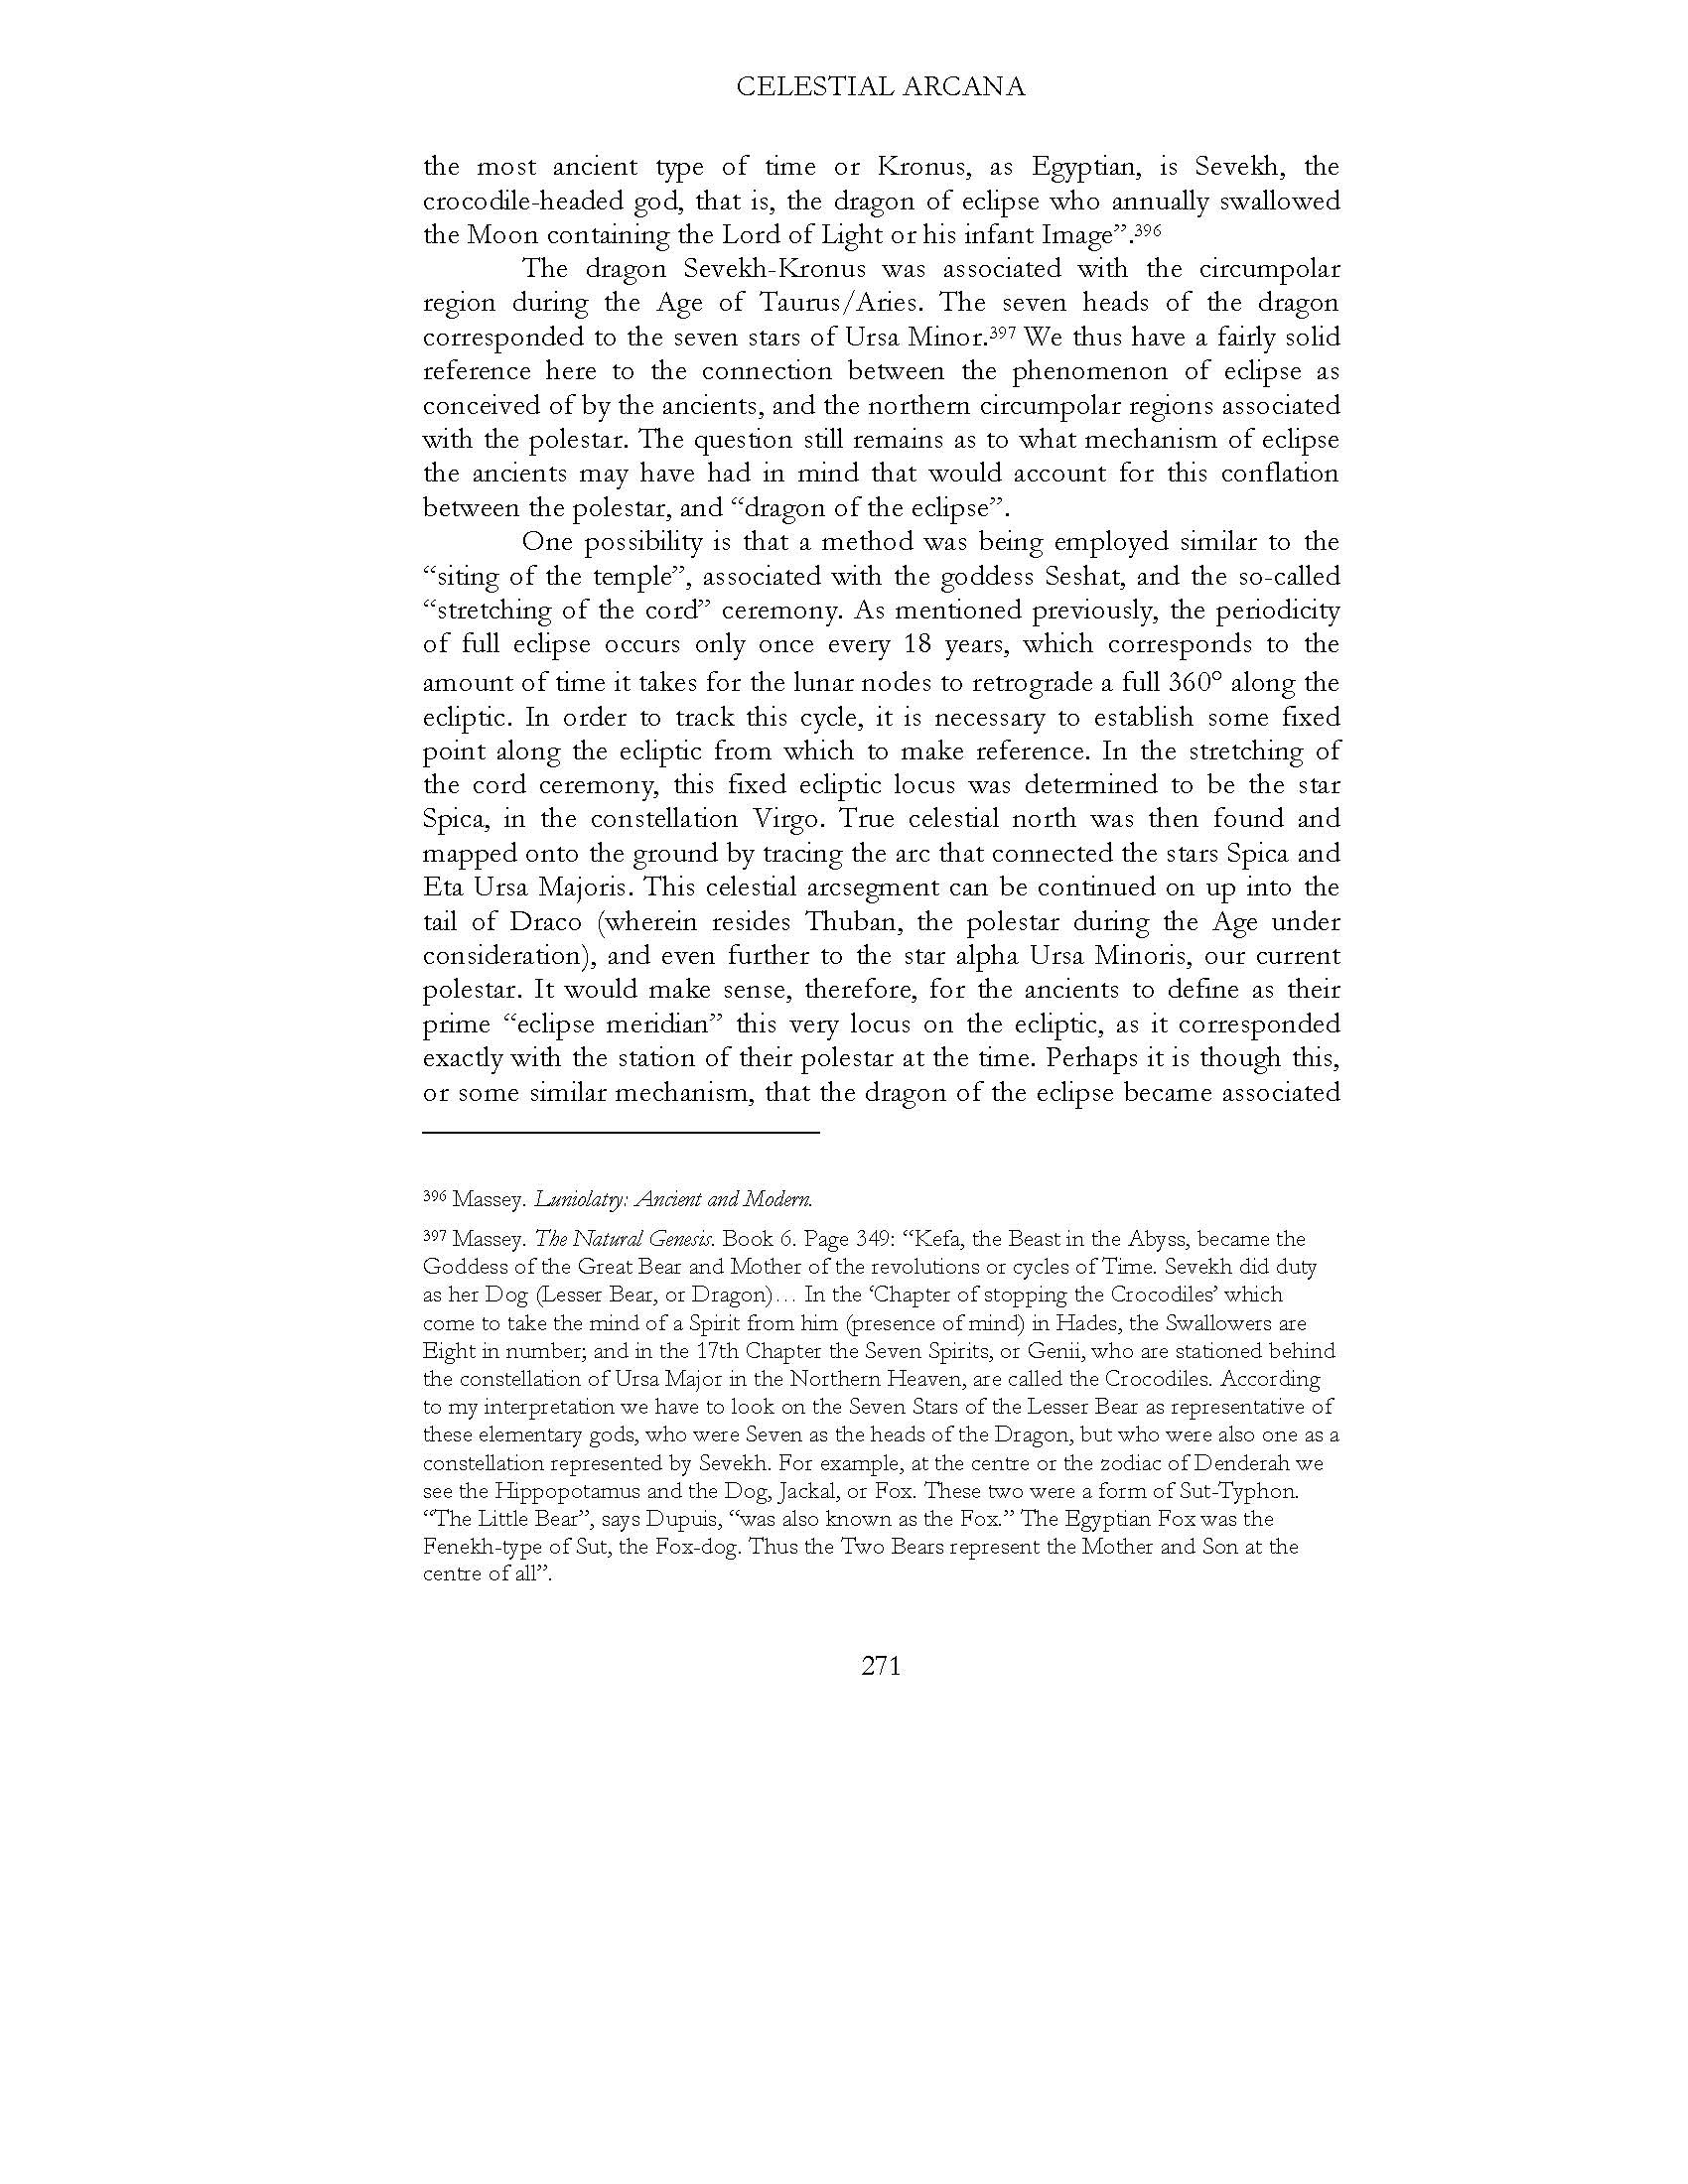 CELESTIAL ARCANA
the most ancient type of time or Kronus, as Egyptian, is Sevekh, the
crocodile-headed god, that is, the dragon of eclipse who annually swallowed
the Moon containing the Lord of Light or his infant Image”.396
The dragon Sevekh-Kronus was associated with the circumpolar
region during the Age of Taurus/Aries. The seven heads of the dragon
corresponded to the seven stars of Ursa Minor.397 We thus have a fairly solid
reference here to the connection between the phenomenon of eclipse as
conceived of by the ancients, and the northern circumpolar regions associated
with the polestar. The question still remains as to what mechanism of eclipse
the ancients may have had in mind that would account for this conflation
between the polestar, and “dragon of the eclipse”.
One possibility is that a method was being employed similar to the
“siting of the temple”, associated with the goddess Seshat, and the so-called
“stretching of the cord” ceremony. As mentioned previously, the periodicity
of full eclipse occurs only once every 18 years, which corresponds to the
amount of time it takes for the lunar nodes to retrograde a full 360° along the
ecliptic. In order to track this cycle, it is necessary to establish some fixed
point along the ecliptic from which to make reference. In the stretching of
the cord ceremony, this fixed ecliptic locus was determined to be the star
Spica, in the constellation Virgo. True celestial north was then found and
mapped onto the ground by tracing the arc that connected the stars Spica and
Eta Ursa Majoris. This celestial arcsegment can be continued on up into the
tail of Draco (wherein resides Thuban, the polestar during the Age under
consideration), and even further to the star alpha Ursa Minoris, our current
polestar. It would make sense, therefore, for the ancients to define as their
prime “eclipse meridian” this very locus on the ecliptic, as it corresponded
exactly with the station of their polestar at the time. Perhaps it is though this,
or some similar mechanism, that the dragon of the eclipse became associated
396 Massey. Luniolatry: Ancient and Modern.
397 Massey. The Natural Genesis. Book 6. Page 349: “Kefa, the Beast in the Abyss, became the
Goddess of the Great Bear and Mother of the revolutions or cycles of Time. Sevekh did duty
as her Dog (Lesser Bear, or Dragon)… In the ‘Chapter of stopping the Crocodiles’ which
come to take the mind of a Spirit from him (presence of mind) in Hades, the Swallowers are
Eight in number; and in the 17th Chapter the Seven Spirits, or Genii, who are stationed behind
the constellation of Ursa Major in the Northern Heaven, are called the Crocodiles. According
to my interpretation we have to look on the Seven Stars of the Lesser Bear as representative of
these elementary gods, who were Seven as the heads of the Dragon, but who were also one as a
constellation represented by Sevekh. For example, at the centre or the zodiac of Denderah we
see the Hippopotamus and the Dog, Jackal, or Fox. These two were a form of Sut-Typhon.
“The Little Bear”, says Dupuis, “was also known as the Fox.” The Egyptian Fox was the
Fenekh-type of Sut, the Fox-dog. Thus the Two Bears represent the Mother and Son at the
centre of all”.
271